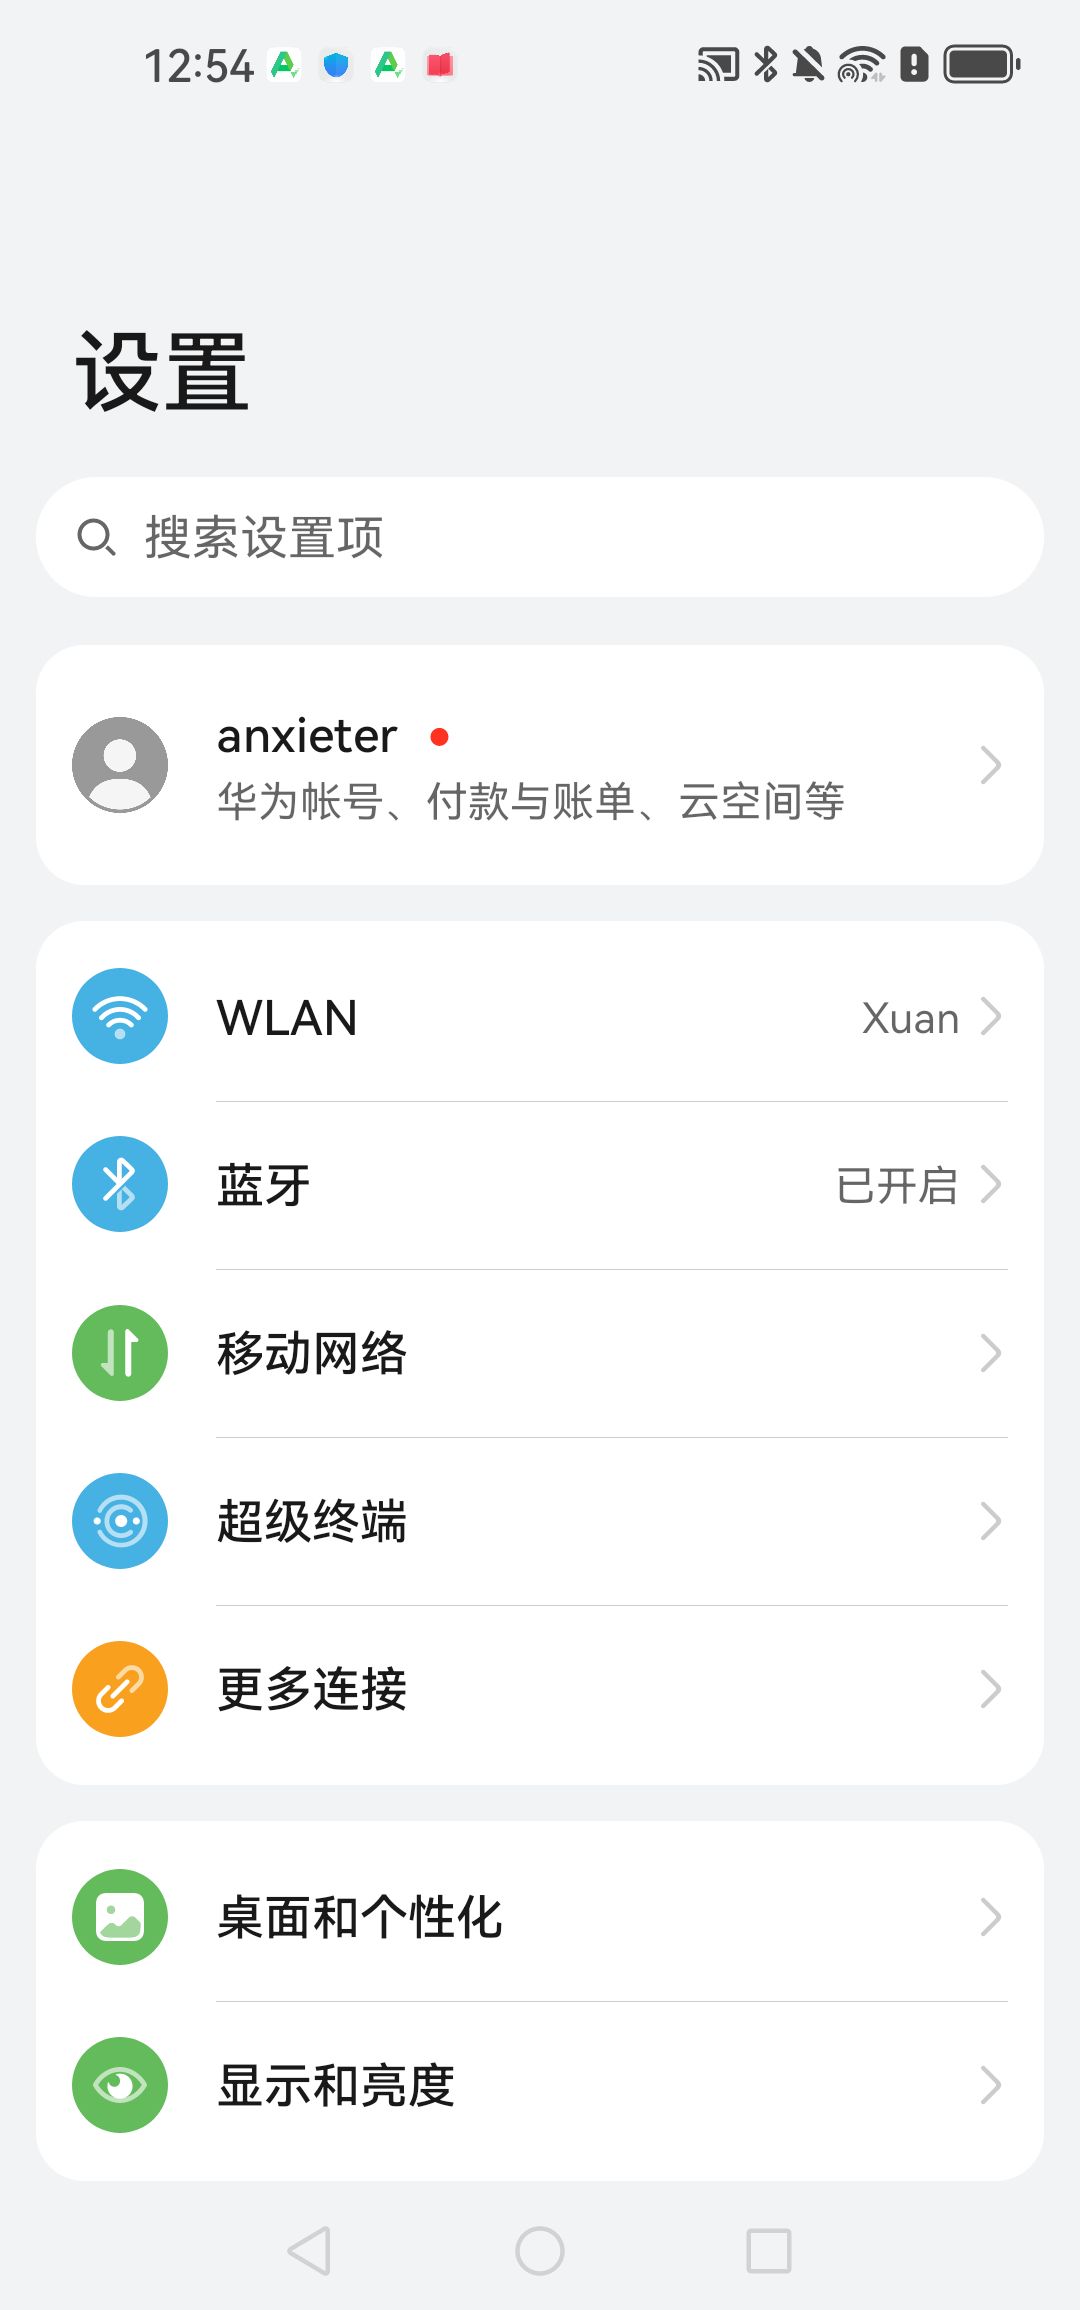 12:54
设置
搜索设置项
anxieter
华为帐号、付款与账单、云空间等
WLAN
Xuan
蓝牙
已开启
移动网络
超级终端
更多连接
桌面和个性化
显示和亮度